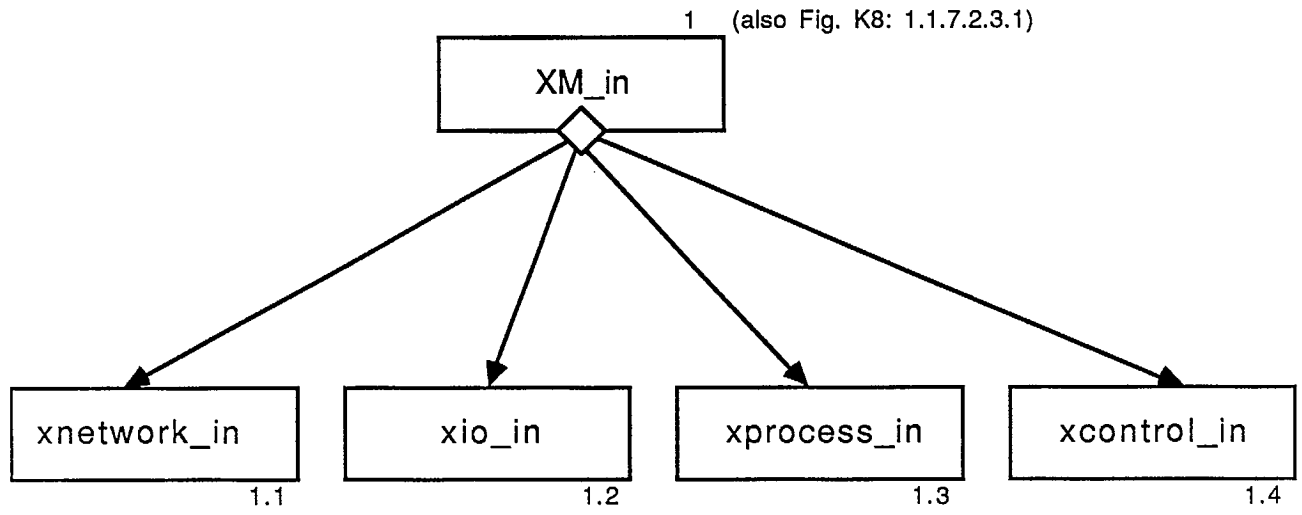 1 (also Fig. K8: 1.1.7.2.3.1)
XM_in
xnetwork_in
xio_in
xprocess_in
xcontrol_in
1.1
1.2
1.3
1.4